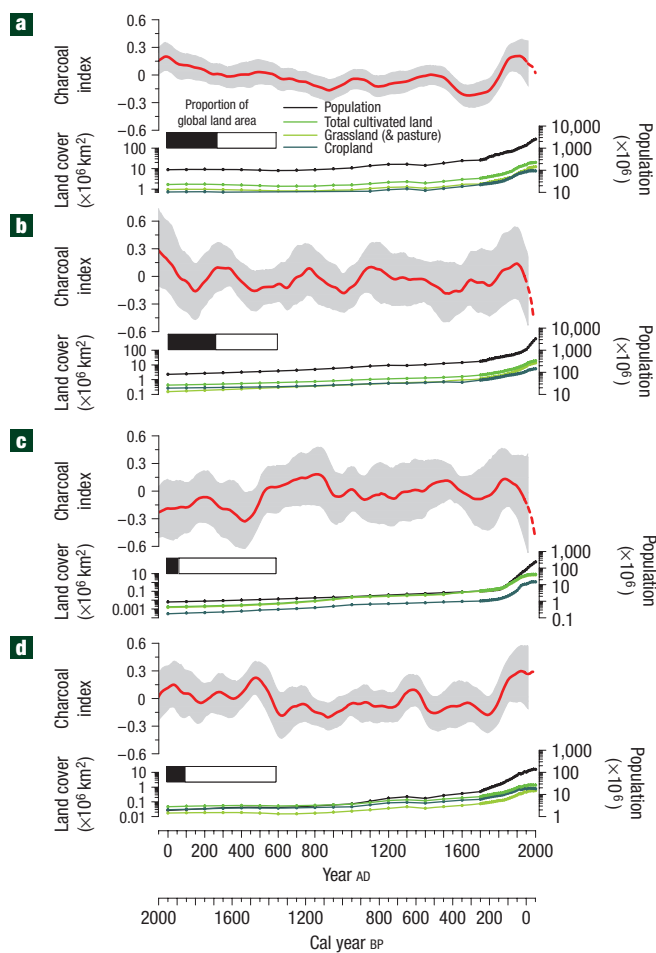 a
0.6
0.3
0
−0.3
−0.6
Charcoal
index
Proportion of
global land area
Population
Total cultivated land
Grassland (& pasture)
Cropland
100
10
1
Land cover
(×10⁶ km²)
10,000
1,000
100
10
Population
(×10⁶)
b
0.6
0.3
0
−0.3
−0.6
Charcoal
index
100
10
1
0.1
Land cover
(×10⁶ km²)
10,000
1,000
100
10
Population
(×10⁶)
c
0.6
0.3
0
−0.3
−0.6
Charcoal
index
10
0.1
0.001
Land cover
(×10⁶ km²)
1,000
10
1
0.1
Population
(×10⁶)
d
0.6
0.3
0
−0.3
−0.6
Charcoal
index
10
1
0.1
0.01
Land cover
(×10⁶ km²)
1,000
100
10
1
Population
(×10⁶)
0 200 400 600 800 1200 1600 2000
Year AD
2000 1600 1200 800 600 400 200 0
Cal year BP